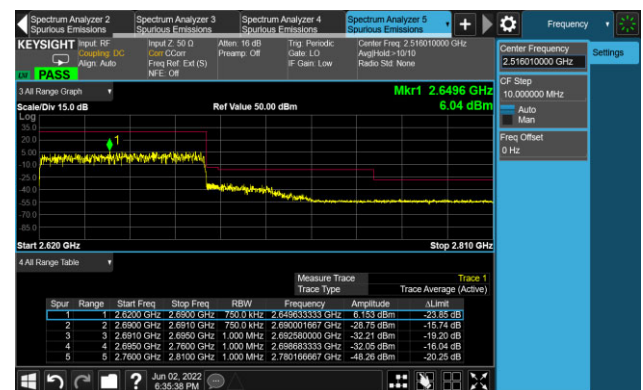 Spectrum Analyzer 2
Spurious Emissions
Spectrum Analyzer 3
Spurious Emissions
Spectrum Analyzer 4
Spurious Emissions
Spectrum Analyzer 5
Spurious Emissions
+
Frequency
KEYSIGHT
Input: RF
Coupling: DC
Align: Auto
Input Z: 50 Ω
Corr CCorr
Freq Ref: Ext (S)
NFE: Off
Atten: 16 dB
Preamp: Off
Trig: Periodic
Gate: LO
IF Gain: Low
Center Freq: 2.516010000 GHz
Avg|Hold:>10/10
Radio Std: None
PASS
Center Frequency
2.516010000 GHz
Settings
CF Step
10.000000 MHz
Auto
Man
Freq Offset
0 Hz
3 All Range Graph
Mkr1 2.6496 GHz
Scale/Div 15.0 dB
Ref Value 50.00 dBm
6.04 dBm
Log
35.0
20.0
5.00
-10.0
-25.0
-40.0
-55.0
-70.0
-85.0
1
Start 2.620 GHz
Stop 2.810 GHz
4 All Range Table
Measure Trace Trace 1
Trace Type Trace Average (Active)
Spur Range Start Freq Stop Freq RBW Frequency Amplitude ΔLimit
1 1 2.6200 GHz 2.6900 GHz 750.0 kHz 2.649633333 GHz 6.153 dBm -23.85 dB
2 2 2.6900 GHz 2.6910 GHz 750.0 kHz 2.690001667 GHz -28.75 dBm -15.74 dB
3 3 2.6910 GHz 2.6950 GHz 1.000 MHz 2.692580000 GHz -32.21 dBm -19.20 dB
4 4 2.6950 GHz 2.7600 GHz 1.000 MHz 2.698683333 GHz -32.05 dBm -16.04 dB
5 5 2.7600 GHz 2.8100 GHz 1.000 MHz 2.780166667 GHz -48.26 dBm -20.25 dB
?
Jun 02, 2022
6:35:38 PM